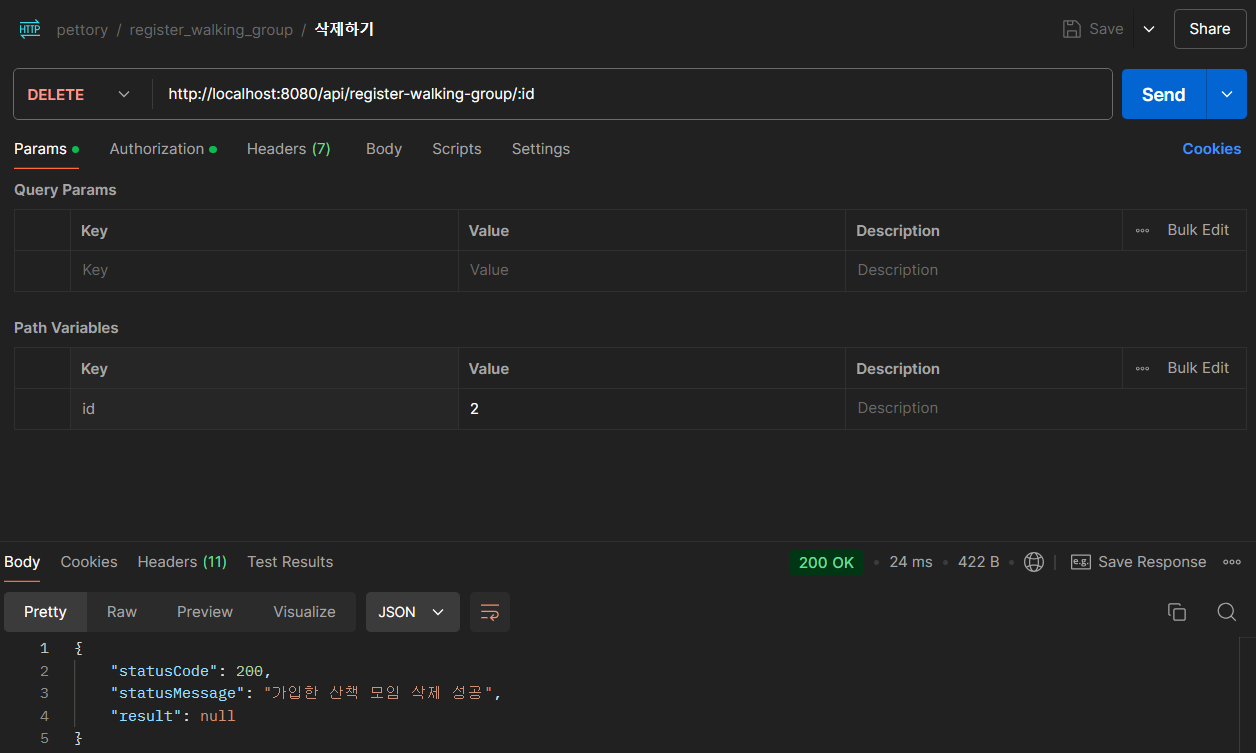 HTTP pettory / register_walking_group / 삭제하기 Save Share
DELETE http://localhost:8080/api/register-walking-group/:id Send
Params Authorization Headers (7) Body Scripts Settings Cookies
Query Params
Key Value Description Bulk Edit
Key Value Description
Path Variables
Key Value Description Bulk Edit
id 2 Description
Body Cookies Headers (11) Test Results 200 OK 24 ms 422 B e.g. Save Response
Pretty Raw Preview Visualize JSON
1 {
2 "statusCode": 200,
3 "statusMessage": "가입한 산책 모임 삭제 성공",
4 "result": null
5 }